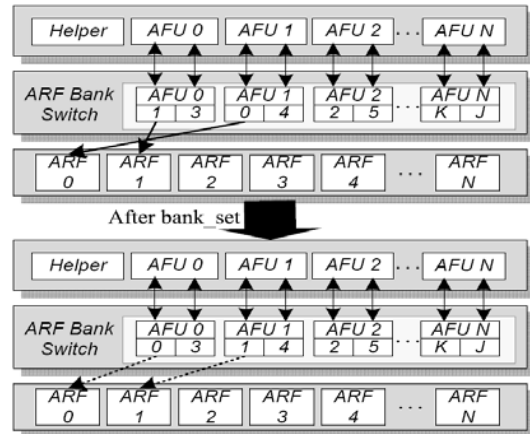 Helper AFU 0 AFU 1 AFU 2 ... AFU N
ARF Bank Switch
AFU 0 AFU 1 AFU 2 ... AFU N
1 3 0 4 2 5 K J
ARF 0 ARF 1 ARF 2 ARF 3 ARF 4 ... ARF N
After bank_set
Helper AFU 0 AFU 1 AFU 2 ... AFU N
ARF Bank Switch
AFU 0 AFU 1 AFU 2 ... AFU N
0 3 1 4 2 5 K J
ARF 0 ARF 1 ARF 2 ARF 3 ARF 4 ... ARF N